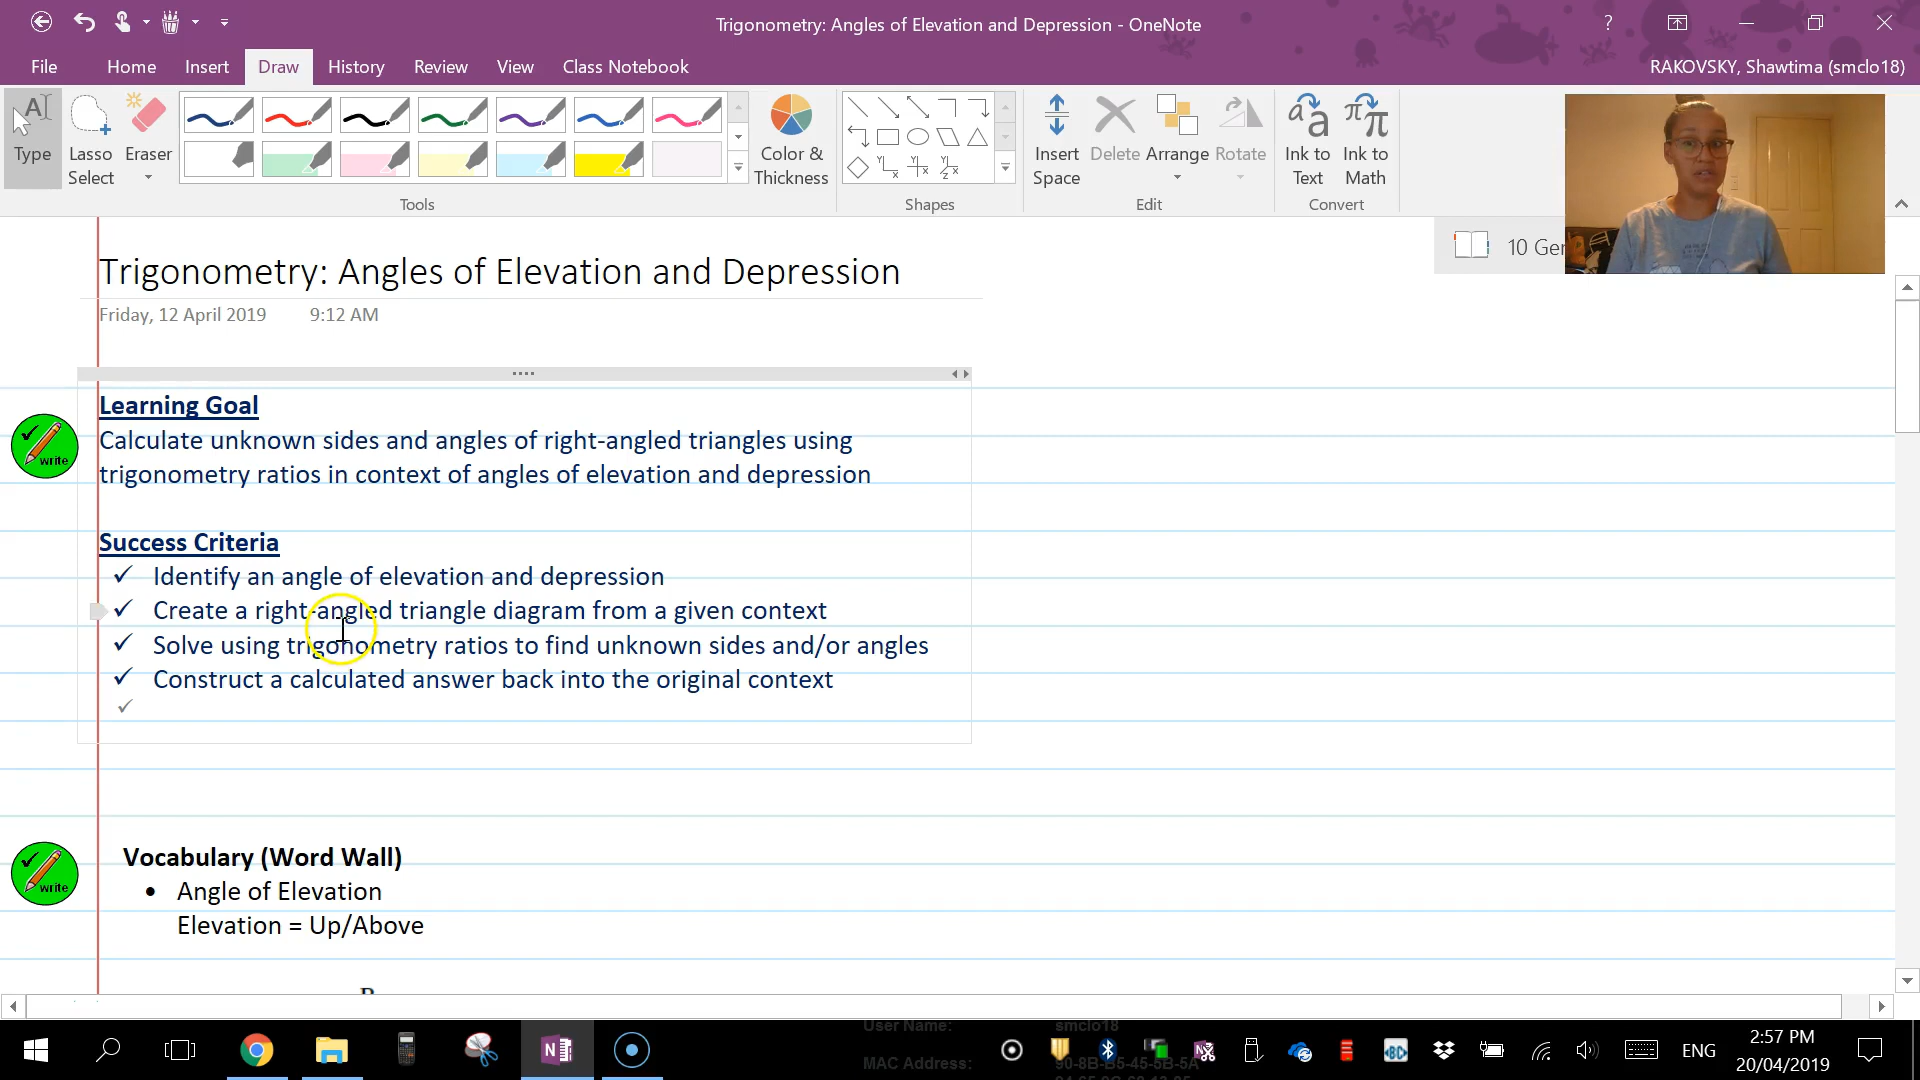 Trigonometry: Angles of Elevation and Depression - OneNote
?
File Home Insert Draw History Review View Class Notebook
RAKOVSKY, Shawtima (smclo18)
Type
Lasso Select
Eraser
Color & Thickness
Insert Space
Delete
Arrange
Rotate
Ink to Text
Ink to Math
Tools
Shapes
Edit
Convert
10 Ger
Trigonometry: Angles of Elevation and Depression
Friday, 12 April 2019 9:12 AM
Learning Goal
write
Calculate unknown sides and angles of right-angled triangles using
trigonometry ratios in context of angles of elevation and depression
Success Criteria
✓ Identify an angle of elevation and depression
✓ Create a right-angled triangle diagram from a given context
✓ Solve using trigonometry ratios to find unknown sides and/or angles
✓ Construct a calculated answer back into the original context
✓
write
Vocabulary (Word Wall)
• Angle of Elevation
Elevation = Up/Above
User Name: smclo18
MAC Address: 90-8B-B5-45-5B-5A
ENG
2:57 PM
20/04/2019